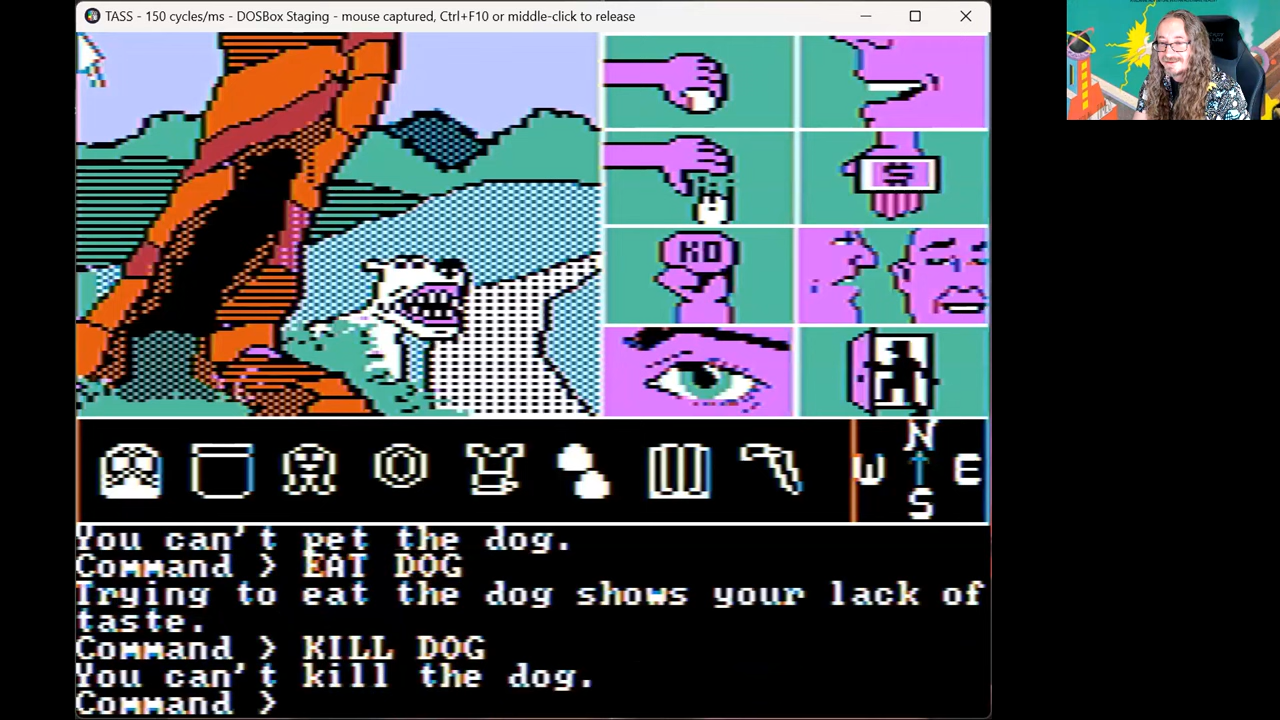 TASS - 150 cycles/ms - DOSBox Staging - mouse captured, Ctrl+F10 or middle-click to release
$
KO
N
W E
S
You can't pet the dog.
Command > EAT DOG
Trying to eat the dog shows your lack of
taste.
Command > KILL DOG
You can't kill the dog.
Command >